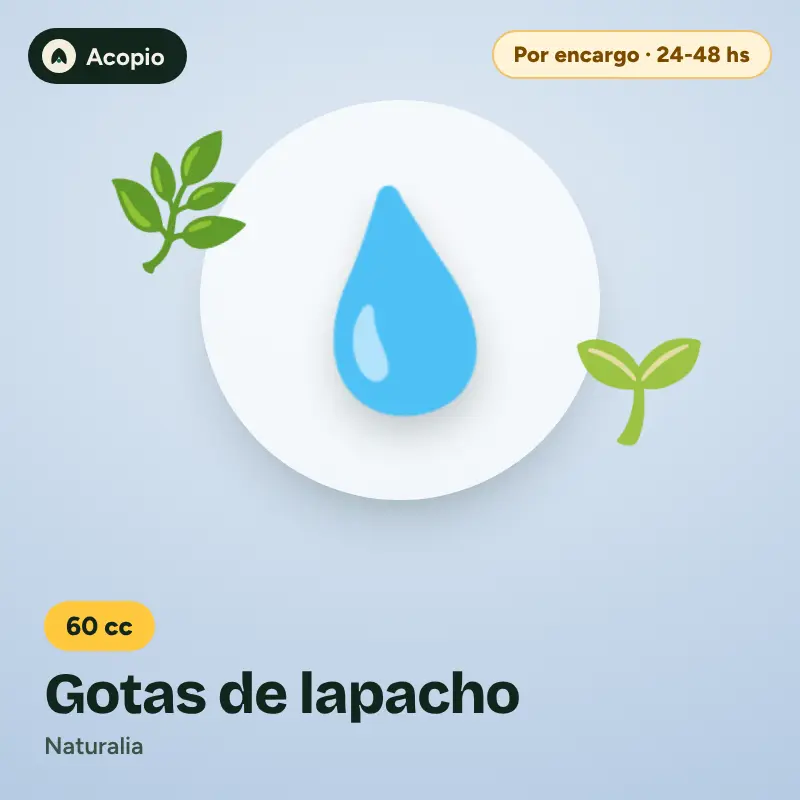 Acopio
Por encargo · 24-48 hs
60 cc
Gotas de lapacho
Naturalia